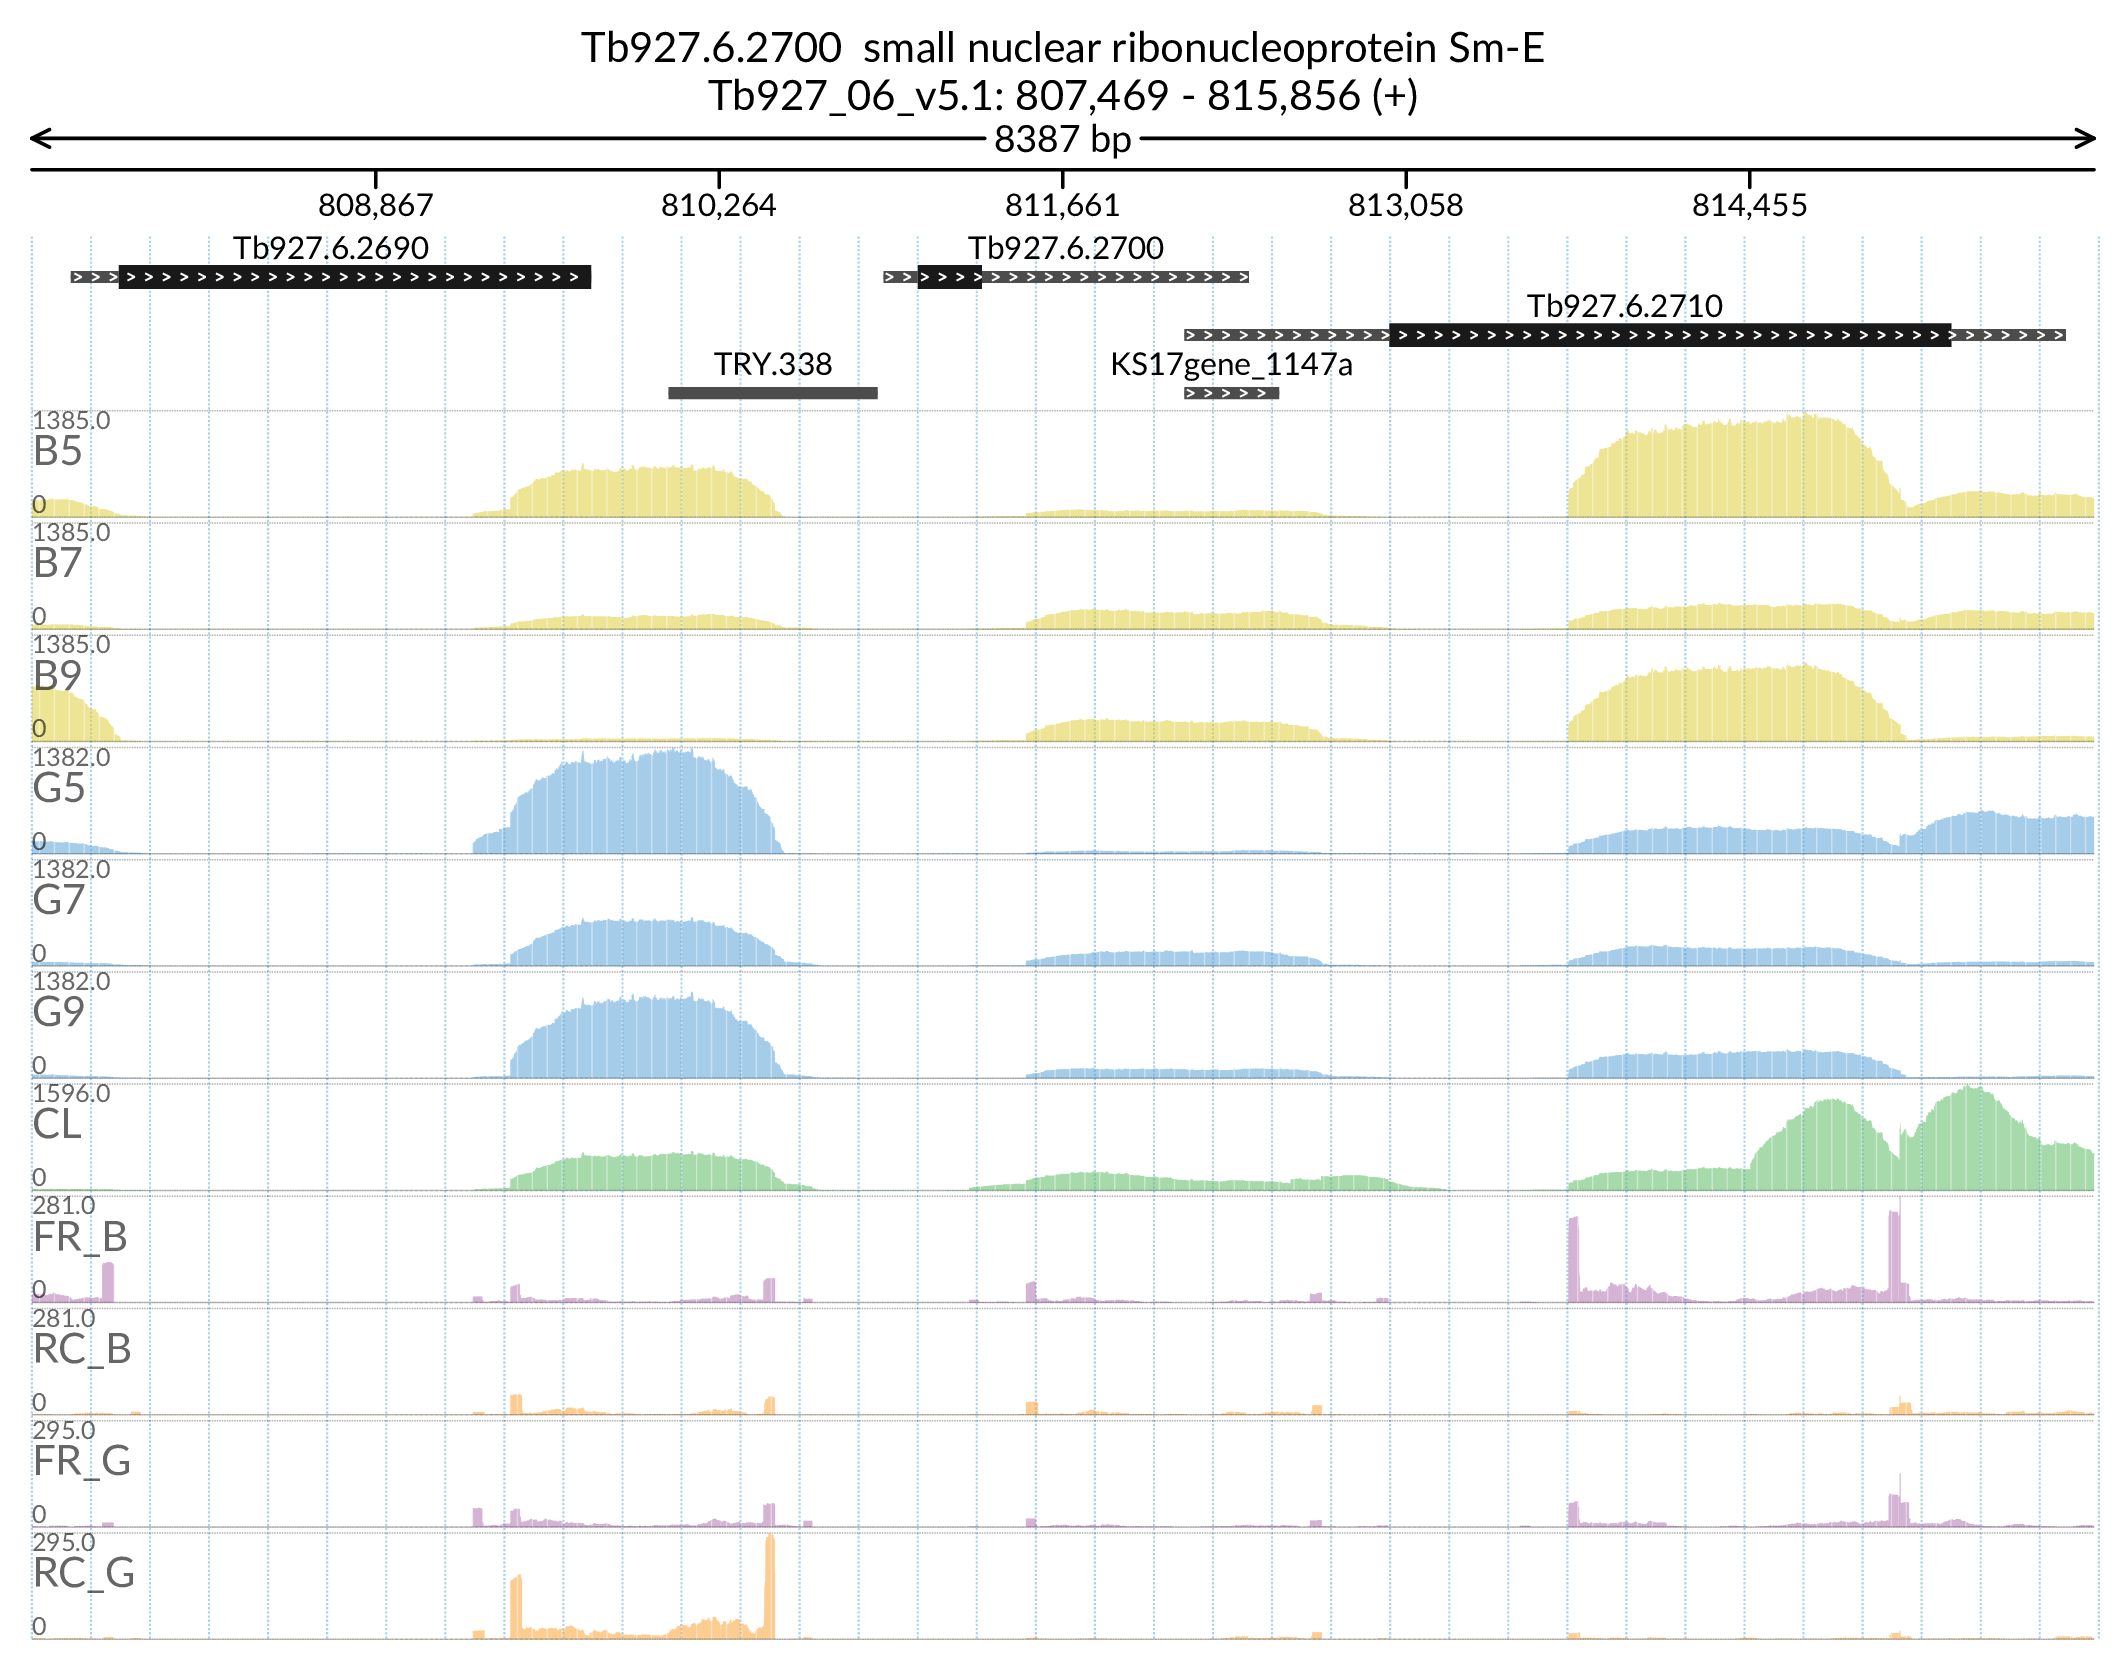 Tb927.6.2700  small nuclear ribonucleoprotein Sm-E
Tb927_06_v5.1: 807,469 - 815,856 (+)
8387 bp
808,867 810,264 811,661 813,058 814,455
Tb927.6.2690 Tb927.6.2700
Tb927.6.2710
TRY.338 KS17gene_1147a
1385.0
B5
0
1385.0
B7
0
1385.0
B9
0
1382.0
G5
0
1382.0
G7
0
1382.0
G9
0
1596.0
CL
0
281.0
FR_B
0
281.0
RC_B
0
295.0
FR_G
0
295.0
RC_G
0